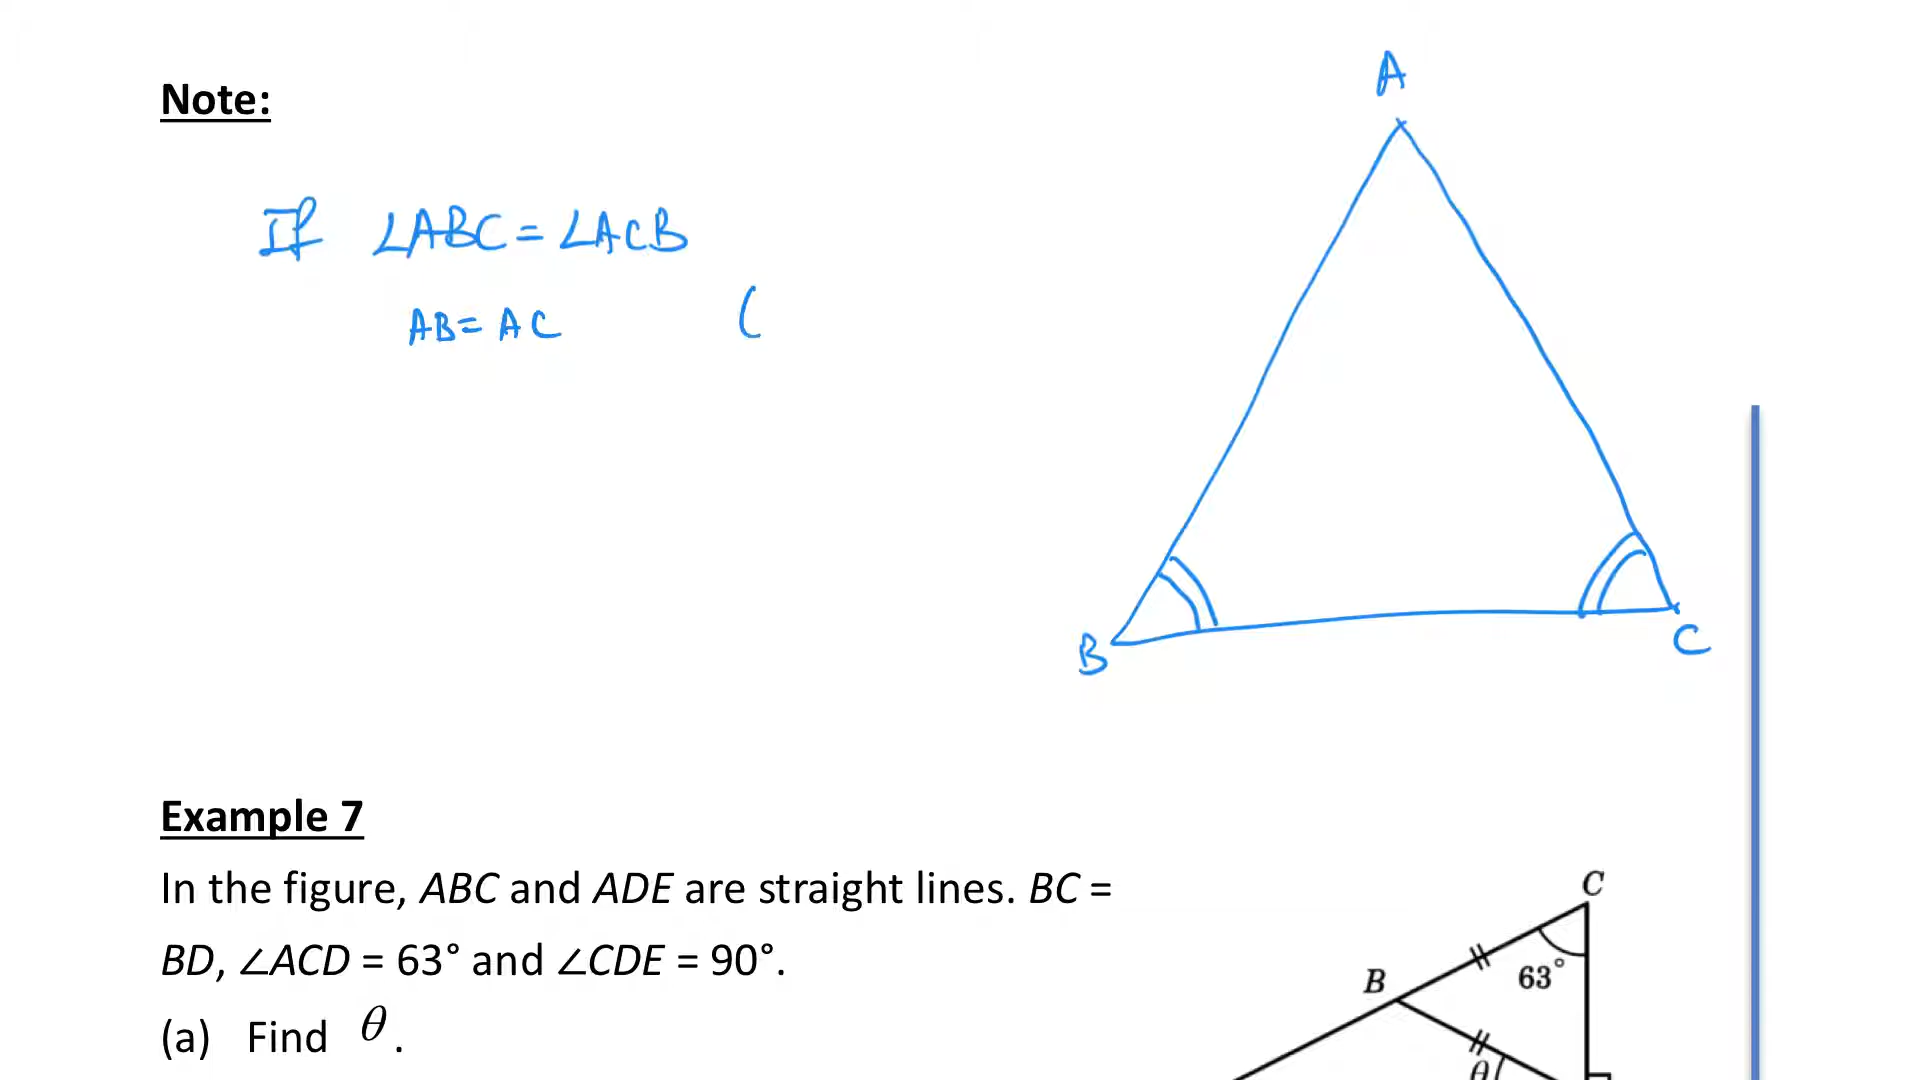 Note:
A
If ∠ABC = ∠ACB
AB = AC (
B
C
Example 7
In the figure, ABC and ADE are straight lines. BC =
BD, ∠ACD = 63° and ∠CDE = 90°.
(a) Find θ.
C
63°
B
θ